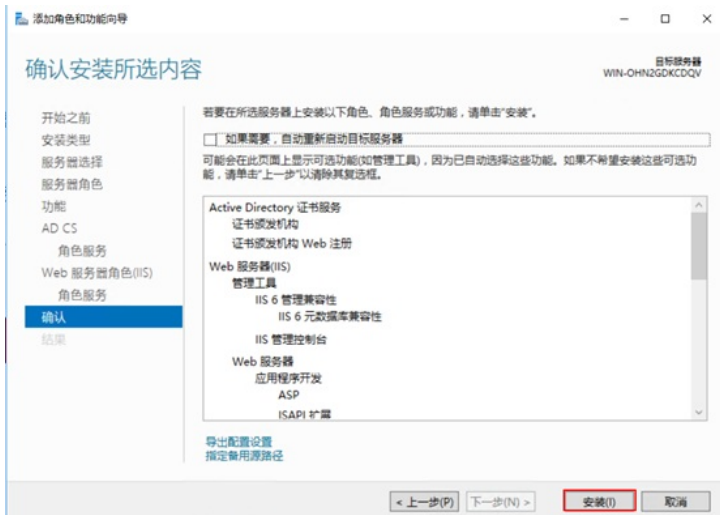 添加角色和功能向导
确认安装所选内容
目标服务器
WIN-OHN2GDKCDQV
开始之前
安装类型
服务器选择
服务器角色
功能
AD CS
角色服务
Web 服务器角色(IIS)
角色服务
确认
结果
若要在所选服务器上安装以下角色、角色服务或功能，请单击"安装"。
如果需要，自动重新启动目标服务器
可能会在此页面上显示可选功能(如管理工具)，因为已自动选择这些功能。如果不希望安装这些可选功
能，请单击"上一步"以清除其复选框。
Active Directory 证书服务
证书颁发机构
证书颁发机构 Web 注册
Web 服务器(IIS)
管理工具
IIS 6 管理兼容性
IIS 6 元数据库兼容性
IIS 管理控制台
Web 服务器
应用程序开发
ASP
ISAPI 扩展
导出配置设置
指定备用源路径
< 上一步(P)
下一步(N) >
安装(I)
取消